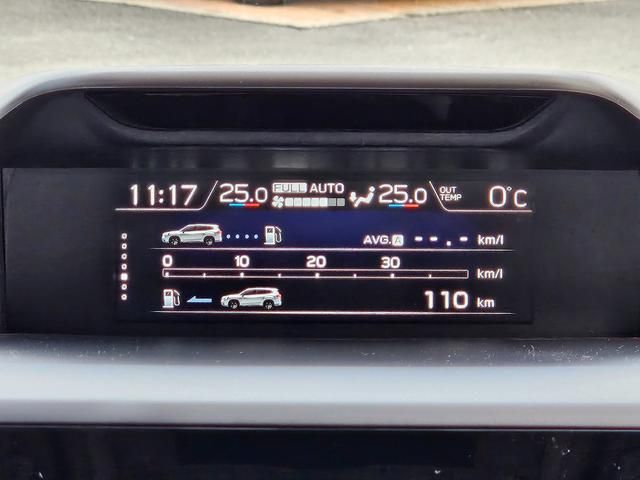 11:17 25.0 FULL AUTO 25.0 OUT TEMP 0°C
AVG. A --.- km/l
0 10 20 30
km/l
110 km